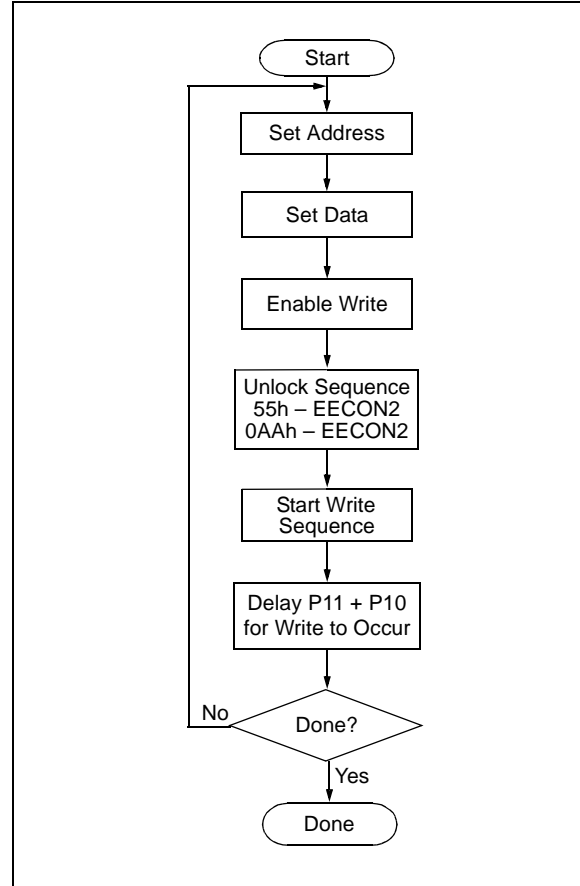 Start
Set Address
Set Data
Enable Write
Unlock Sequence
55h – EECON2
0AAh – EECON2
Start Write
Sequence
Delay P11 + P10
for Write to Occur
No
Done?
Yes
Done